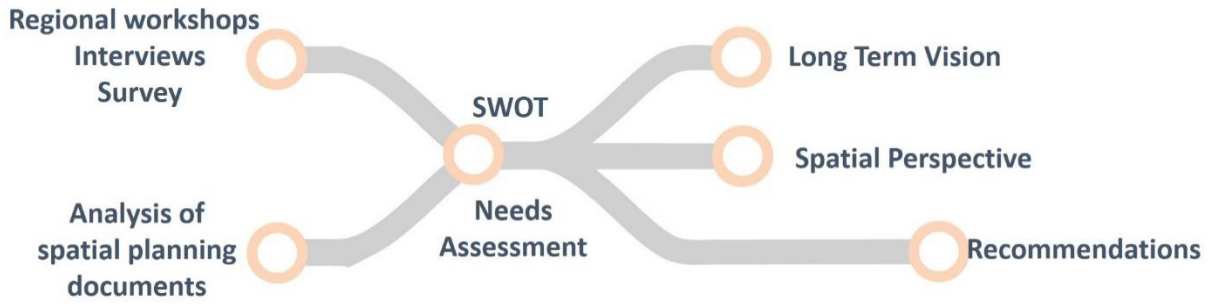 Regional workshops
Interviews
Survey
Analysis of
spatial planning
documents
SWOT
Needs
Assessment
Long Term Vision
Spatial Perspective
Recommendations